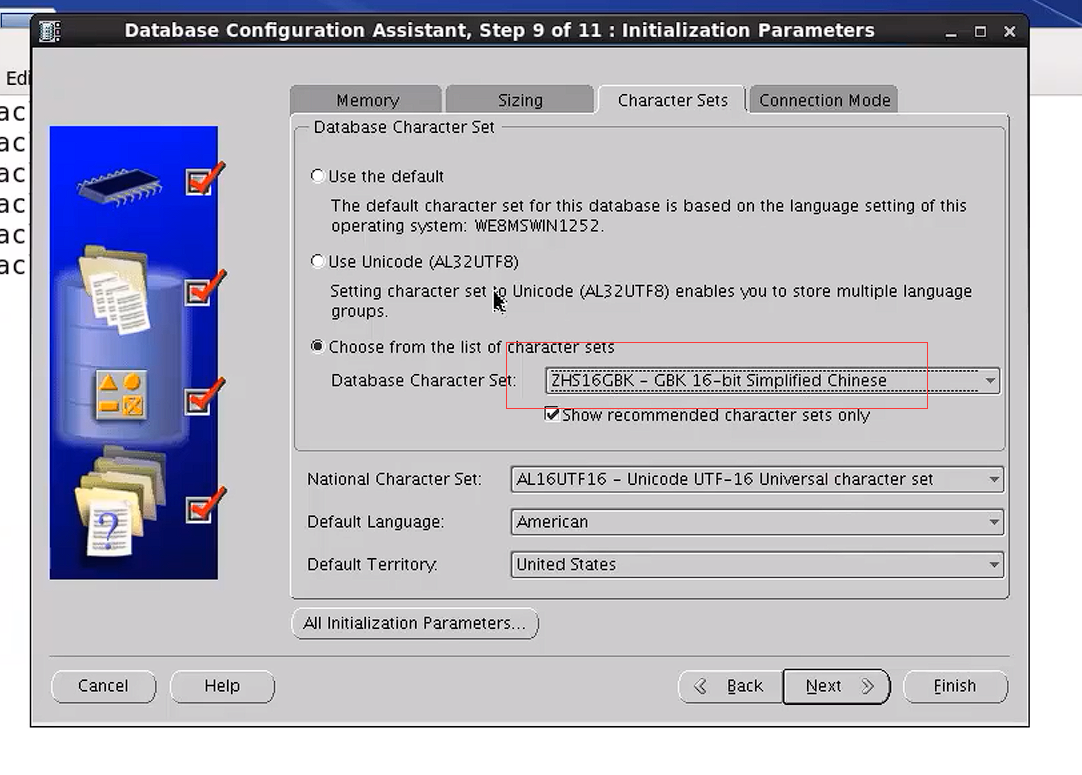 Database Configuration Assistant, Step 9 of 11 : Initialization Parameters
Edi
ac
ac
ac
ac
ac
ac
Memory
Sizing
Character Sets
Connection Mode
Database Character Set
Use the default
The default character set for this database is based on the language setting of this
operating system: WE8MSWIN1252.
Use Unicode (AL32UTF8)
Setting character set to Unicode (AL32UTF8) enables you to store multiple language
groups.
Choose from the list of character sets
Database Character Set: ZHS16GBK - GBK 16-bit Simplified Chinese
Show recommended character sets only
National Character Set: AL16UTF16 - Unicode UTF-16 Universal character set
Default Language: American
Default Territory: United States
?
All Initialization Parameters...
Cancel
Help
Back
Next
Finish